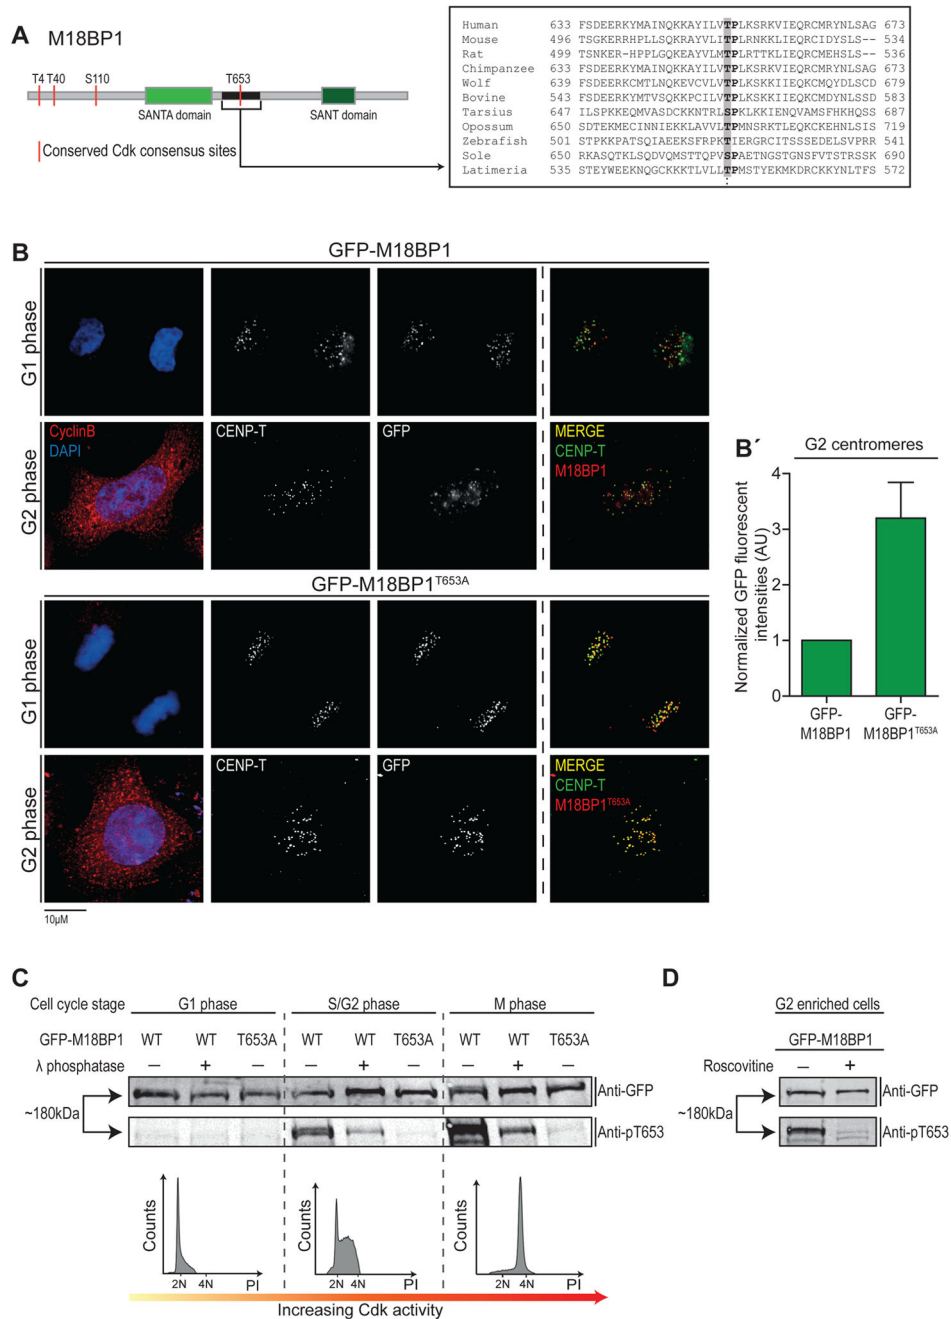 A
M18BP1
T4 T40 S110 T653
SANTA domain SANT domain
Conserved Cdk consensus sites
Human 633 FSDEERKYMAINQKKAYILVTPLKSRKVIEQRCMRYNLSAG 673
Mouse 496 TSGKERRHPLLSQKRAYVLITPLRNKKLIEQRCIDYSLS-- 534
Rat 499 TSNKER-HPPLGQKEAYVLMTPLRTTKLIEQRCMDYSLS-- 536
Chimpanzee 633 FSDEERKYMAINQKKAYILVTPLKSRKVIEQRCMRYNLSAG 673
Wolf 639 FSDEERKCMTLNQKEVCILVTPLKSRKVIEQKCMQYDLSCD 679
Bovine 543 FFDEERKYMTVSQKKPCILVTPLKSKKIIEQKCMDYNLSSD 583
Tarsius 647 ILSPKKEQMVASDCKKNTRLSPLKLKKIENVQAMSFHKHQSS 687
Opossum 650 SDTEKMECINNIEKKLAVVLTPMNSRKTLEQKCKEHNLSIS 719
Zebrafish 501 STPKKPATSQIAEEKSFRPKTIERGRCITSSSEDELSVPRR 541
Sole 650 RKASQTKLSQDVQMSTTQPVSPAETNGSTGNSFVTSTRSSK 690
Latimeria 535 STEYWEEKNQGCKKKTLVLLTPMSTYEKMKDRCKKYNLTFS 572
B
GFP-M18BP1
G1 phase
G2 phase
CyclinB
DAPI
CENP-T
GFP
MERGE
CENP-T
M18BP1
GFP-M18BP1T653A
G1 phase
G2 phase
CENP-T
GFP
MERGE
CENP-T
M18BP1T653A
10µM
B´
G2 centromeres
Normalized GFP fluorescent
intensities (AU)
4
3
2
1
0
GFP-
M18BP1
GFP-
M18BP1T653A
C
Cell cycle stage G1 phase S/G2 phase M phase
GFP-M18BP1 WT WT T653A WT WT T653A WT WT T653A
λ phosphatase – + – – + – – + –
~180kDa
Anti-GFP
Anti-pT653
Counts 2N 4N PI
Counts 2N 4N PI
Counts 2N 4N PI
Increasing Cdk activity
D
G2 enriched cells
GFP-M18BP1
Roscovitine – +
~180kDa
Anti-GFP
Anti-pT653